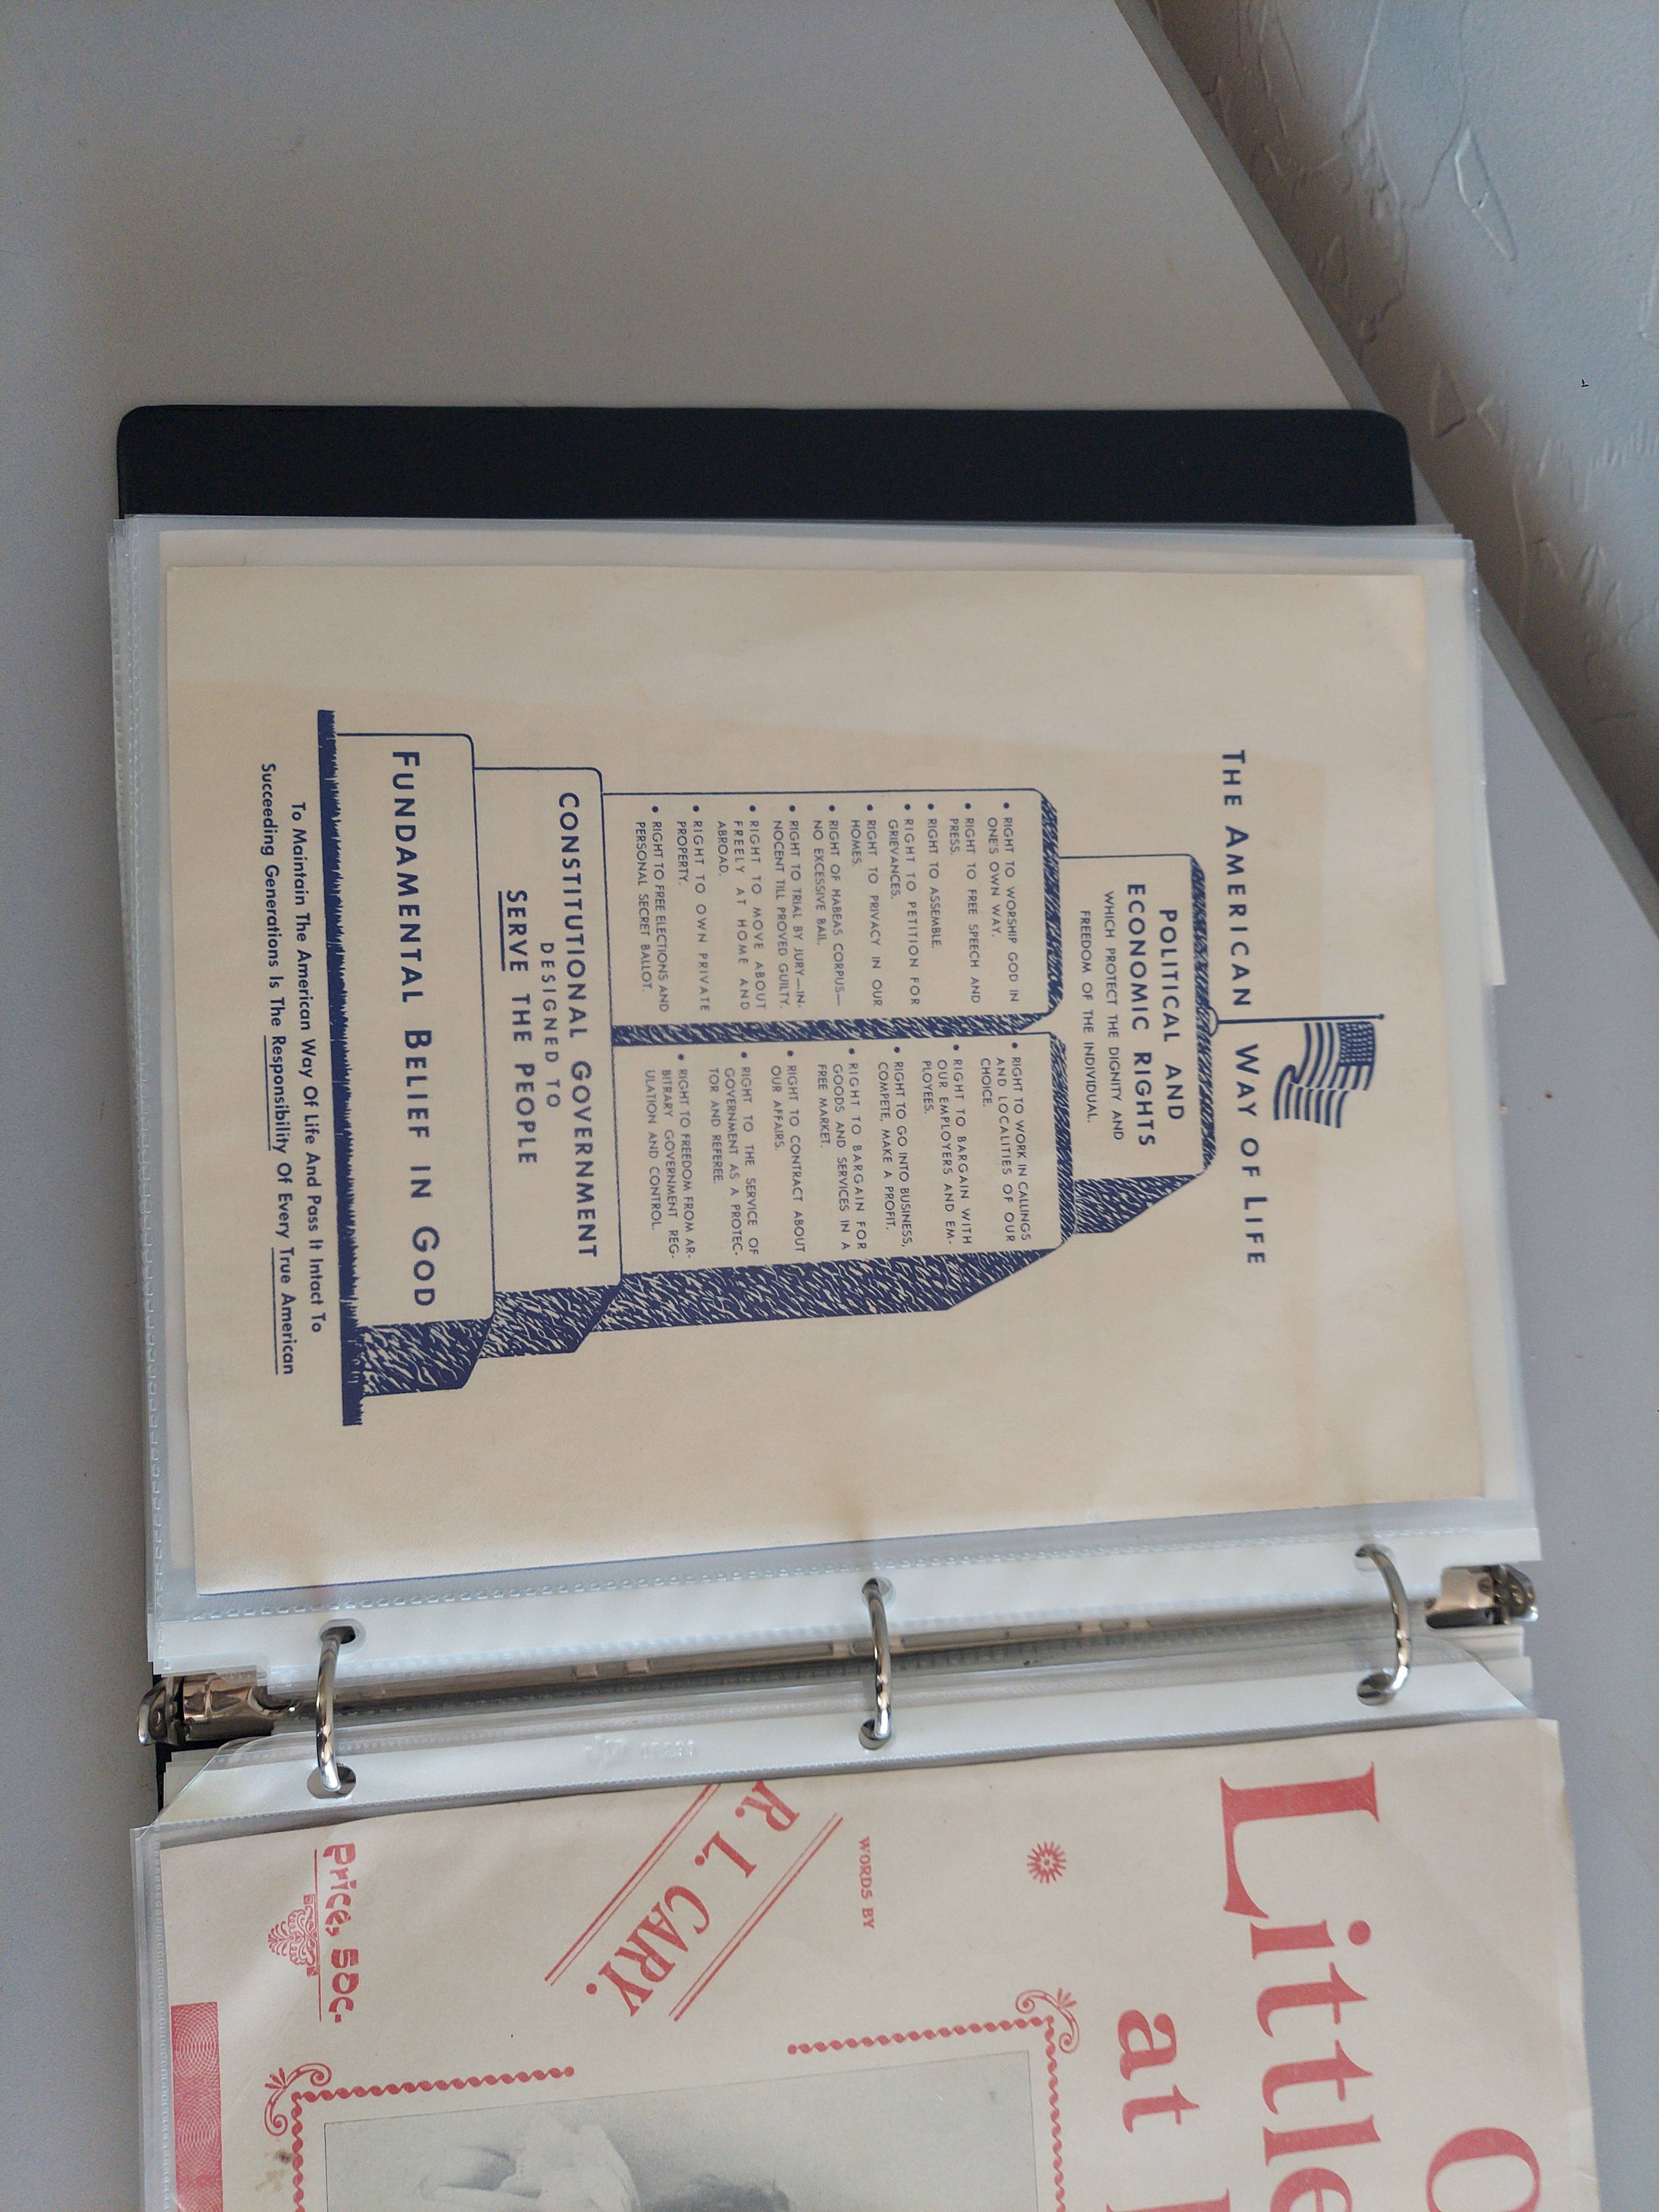 THE AMERICAN WAY OF LIFE
POLITICAL AND
ECONOMIC RIGHTS
WHICH PROTECT THE DIGNITY AND
FREEDOM OF THE INDIVIDUAL.
• RIGHT TO WORSHIP GOD IN
ONE'S OWN WAY.
• RIGHT TO FREE SPEECH AND
PRESS.
• RIGHT TO ASSEMBLE.
• RIGHT TO PETITION FOR
GRIEVANCES.
• RIGHT TO PRIVACY IN OUR
HOMES.
• RIGHT OF HABEAS CORPUS—
NO EXCESSIVE BAIL.
• RIGHT TO TRIAL BY JURY—IN-
NOCENT TILL PROVED GUILTY.
• RIGHT TO MOVE ABOUT
FREELY AT HOME AND
ABROAD.
• RIGHT TO OWN PRIVATE
PROPERTY.
• RIGHT TO FREE ELECTIONS AND
PERSONAL SECRET BALLOT.
• RIGHT TO WORK IN CALLINGS
AND LOCALITIES OF OUR
CHOICE.
• RIGHT TO BARGAIN WITH
OUR EMPLOYERS AND EM-
PLOYEES.
• RIGHT TO GO INTO BUSINESS,
COMPETE, MAKE A PROFIT.
• RIGHT TO BARGAIN FOR
GOODS AND SERVICES IN A
FREE MARKET.
• RIGHT TO CONTRACT ABOUT
OUR AFFAIRS.
• RIGHT TO THE SERVICE OF
GOVERNMENT AS A PROTEC-
TOR AND REFEREE.
• RIGHT TO FREEDOM FROM AR-
BITRARY GOVERNMENT REG-
ULATION AND CONTROL.
CONSTITUTIONAL GOVERNMENT
DESIGNED TO
SERVE THE PEOPLE
FUNDAMENTAL BELIEF IN GOD
To Maintain The American Way Of Life And Pass It Intact To
Succeeding Generations Is The Responsibility Of Every True American
Little
at
WORDS BY
R. L. CARY.
Price, 50c.